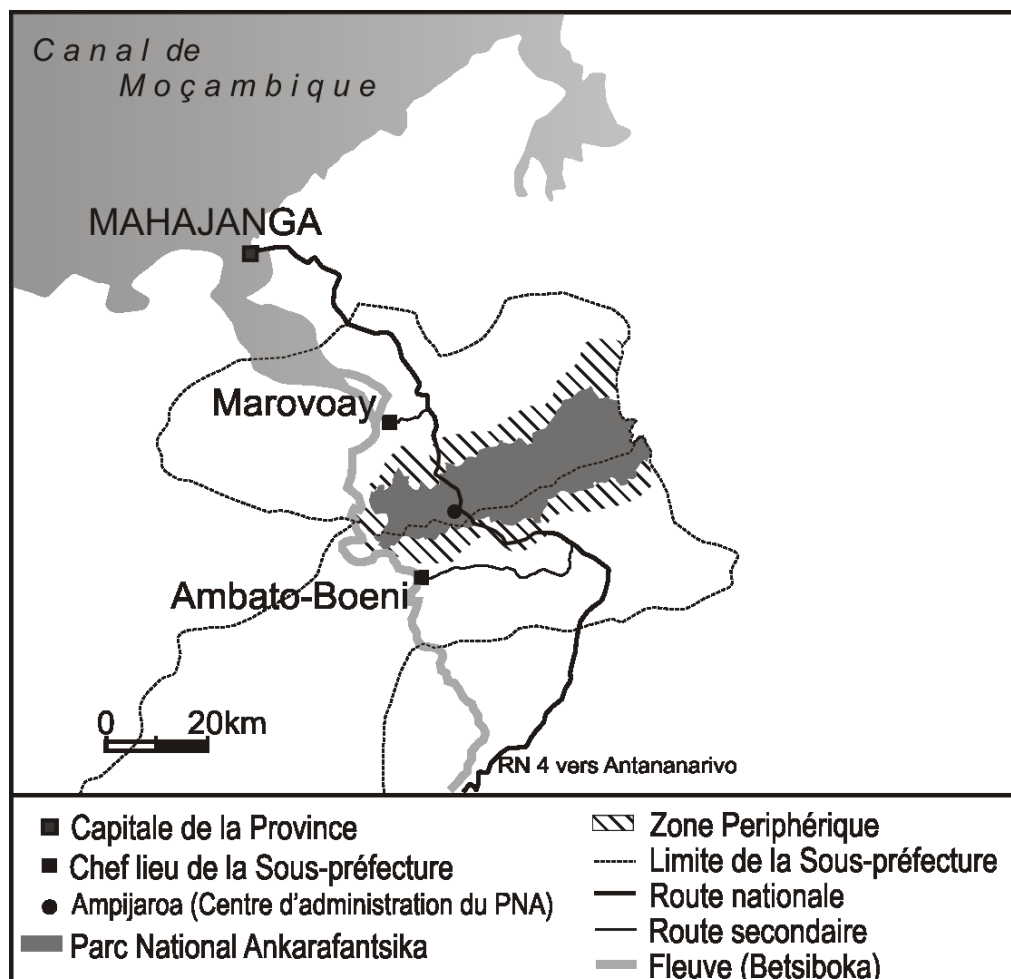 Canal de
Moçambique
MAHAJANGA
Marovoay
Ambato-Boeni
0 20km
RN 4 vers Antananarivo
Capitale de la Province
Chef lieu de la Sous-préfecture
Ampijaroa (Centre d'administration du PNA)
Parc National Ankarafantsika
Zone Periphérique
Limite de la Sous-préfecture
Route nationale
Route secondaire
Fleuve (Betsiboka)